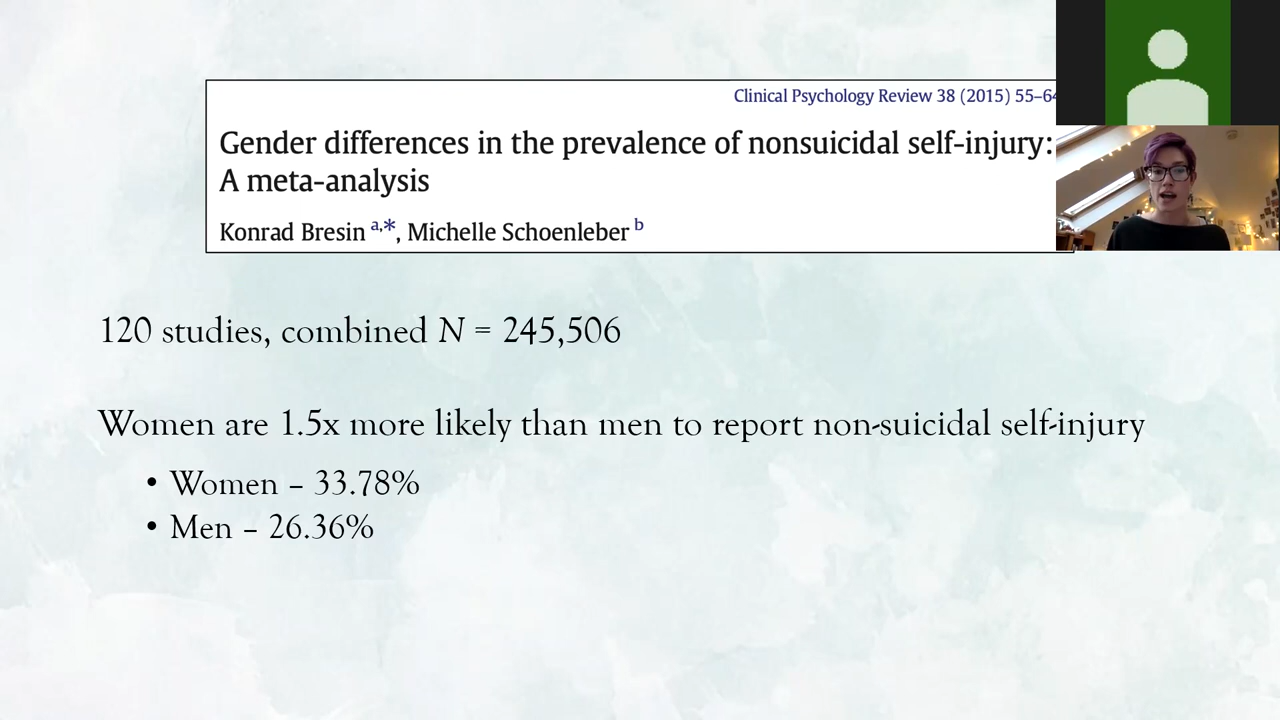 Clinical Psychology Review 38 (2015) 55–64
Gender differences in the prevalence of nonsuicidal self-injury:
A meta-analysis
Konrad Bresin a,*, Michelle Schoenleber b
120 studies, combined N = 245,506
Women are 1.5x more likely than men to report non-suicidal self-injury
• Women – 33.78%
• Men – 26.36%